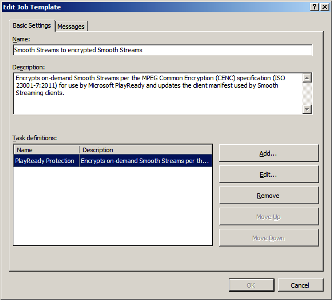 Edit Job Template
Basic Settings
Messages
Name:
Smooth Streams to encrypted Smooth Streams
Description:
Encrypts on-demand Smooth Streams per the MPEG Common Encryption (CENC) specification (ISO
23001-7:2011) for use by Microsoft PlayReady and updates the client manifest used by Smooth
Streaming clients.
Task definitions:
Name Description
PlayReady Protection Encrypts on-demand Smooth Streams per th...
Add...
Edit...
Remove
Move Up
Move Down
OK Cancel